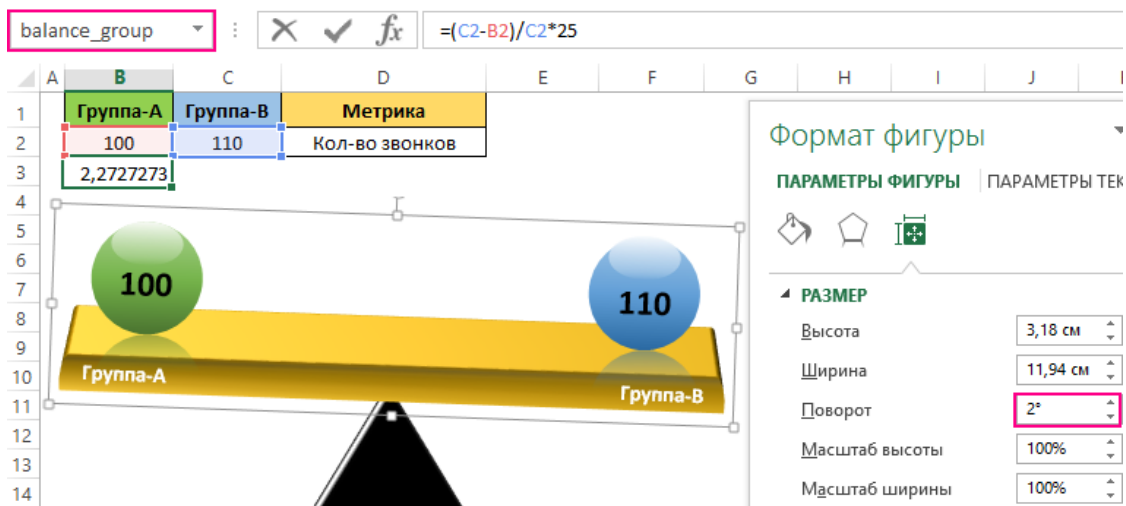 balance_group
fx
=(C2-B2)/C2*25
A B C D E F G H I J
1 Группа-A Группа-B Метрика
2 100 110 Кол-во звонков
3 2,2727273
4
5
6
7
8
9
10
11
12
13
14
100
110
Группа-A
Группа-B
Формат фигуры
ПАРАМЕТРЫ ФИГУРЫ ПАРАМЕТРЫ ТЕК
РАЗМЕР
Высота 3,18 см
Ширина 11,94 см
Поворот 2°
Масштаб высоты 100%
Масштаб ширины 100%